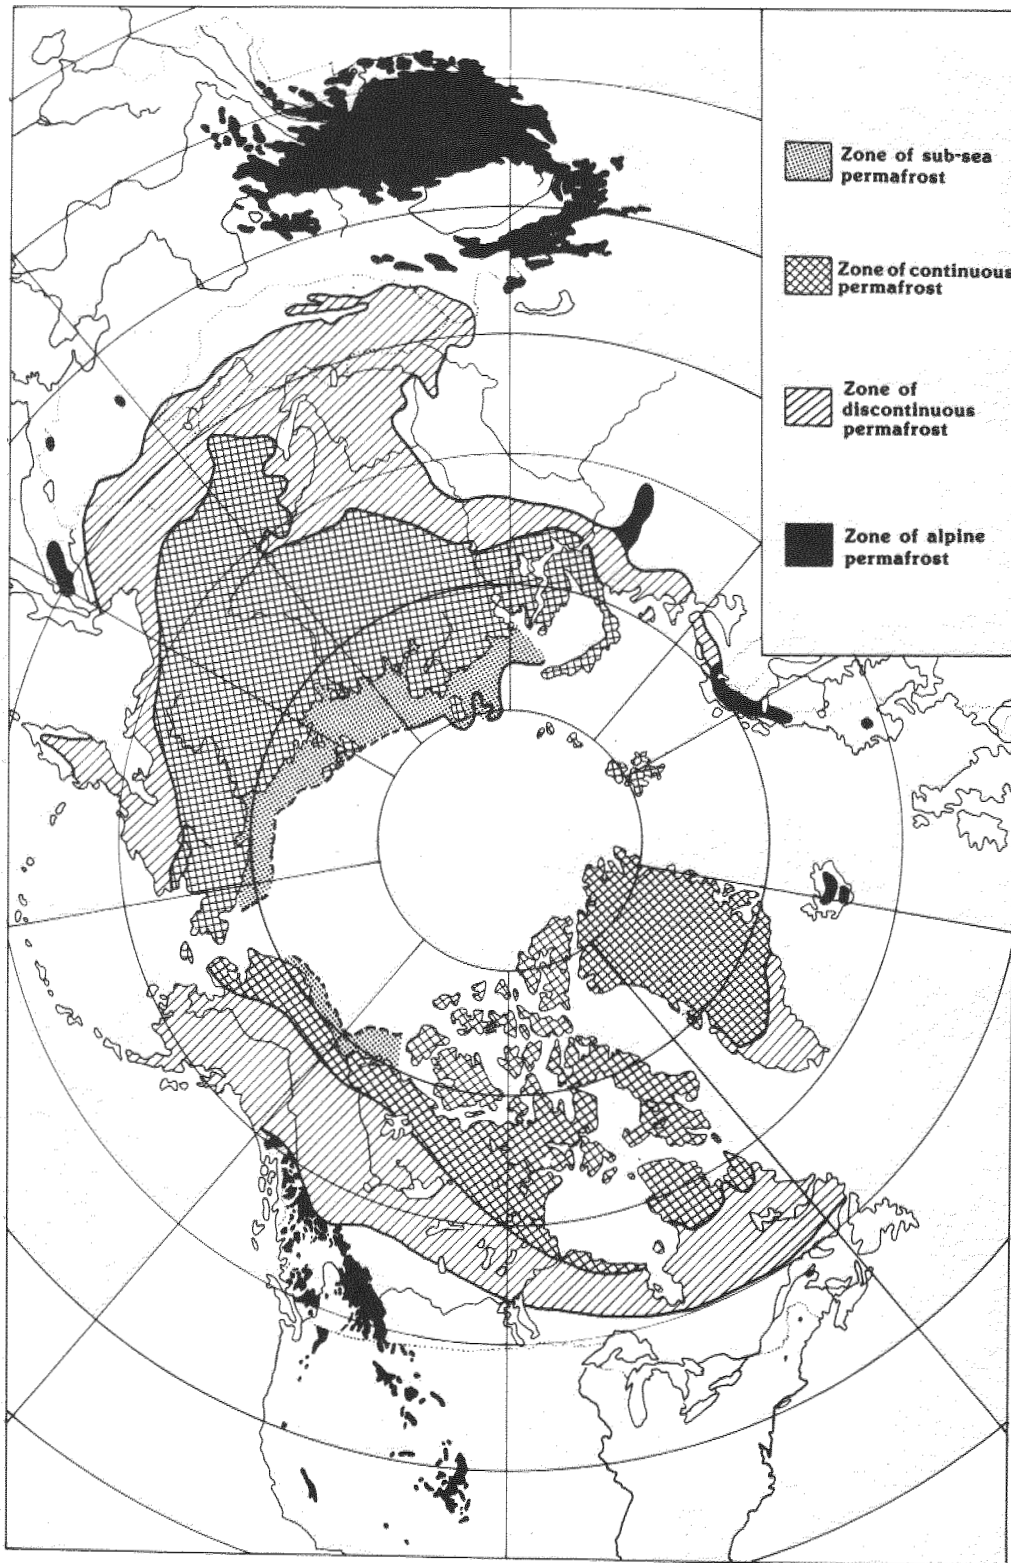 Zone of sub-sea
permafrost
Zone of continuous
permafrost
Zone of
discontinuous
permafrost
Zone of alpine
permafrost